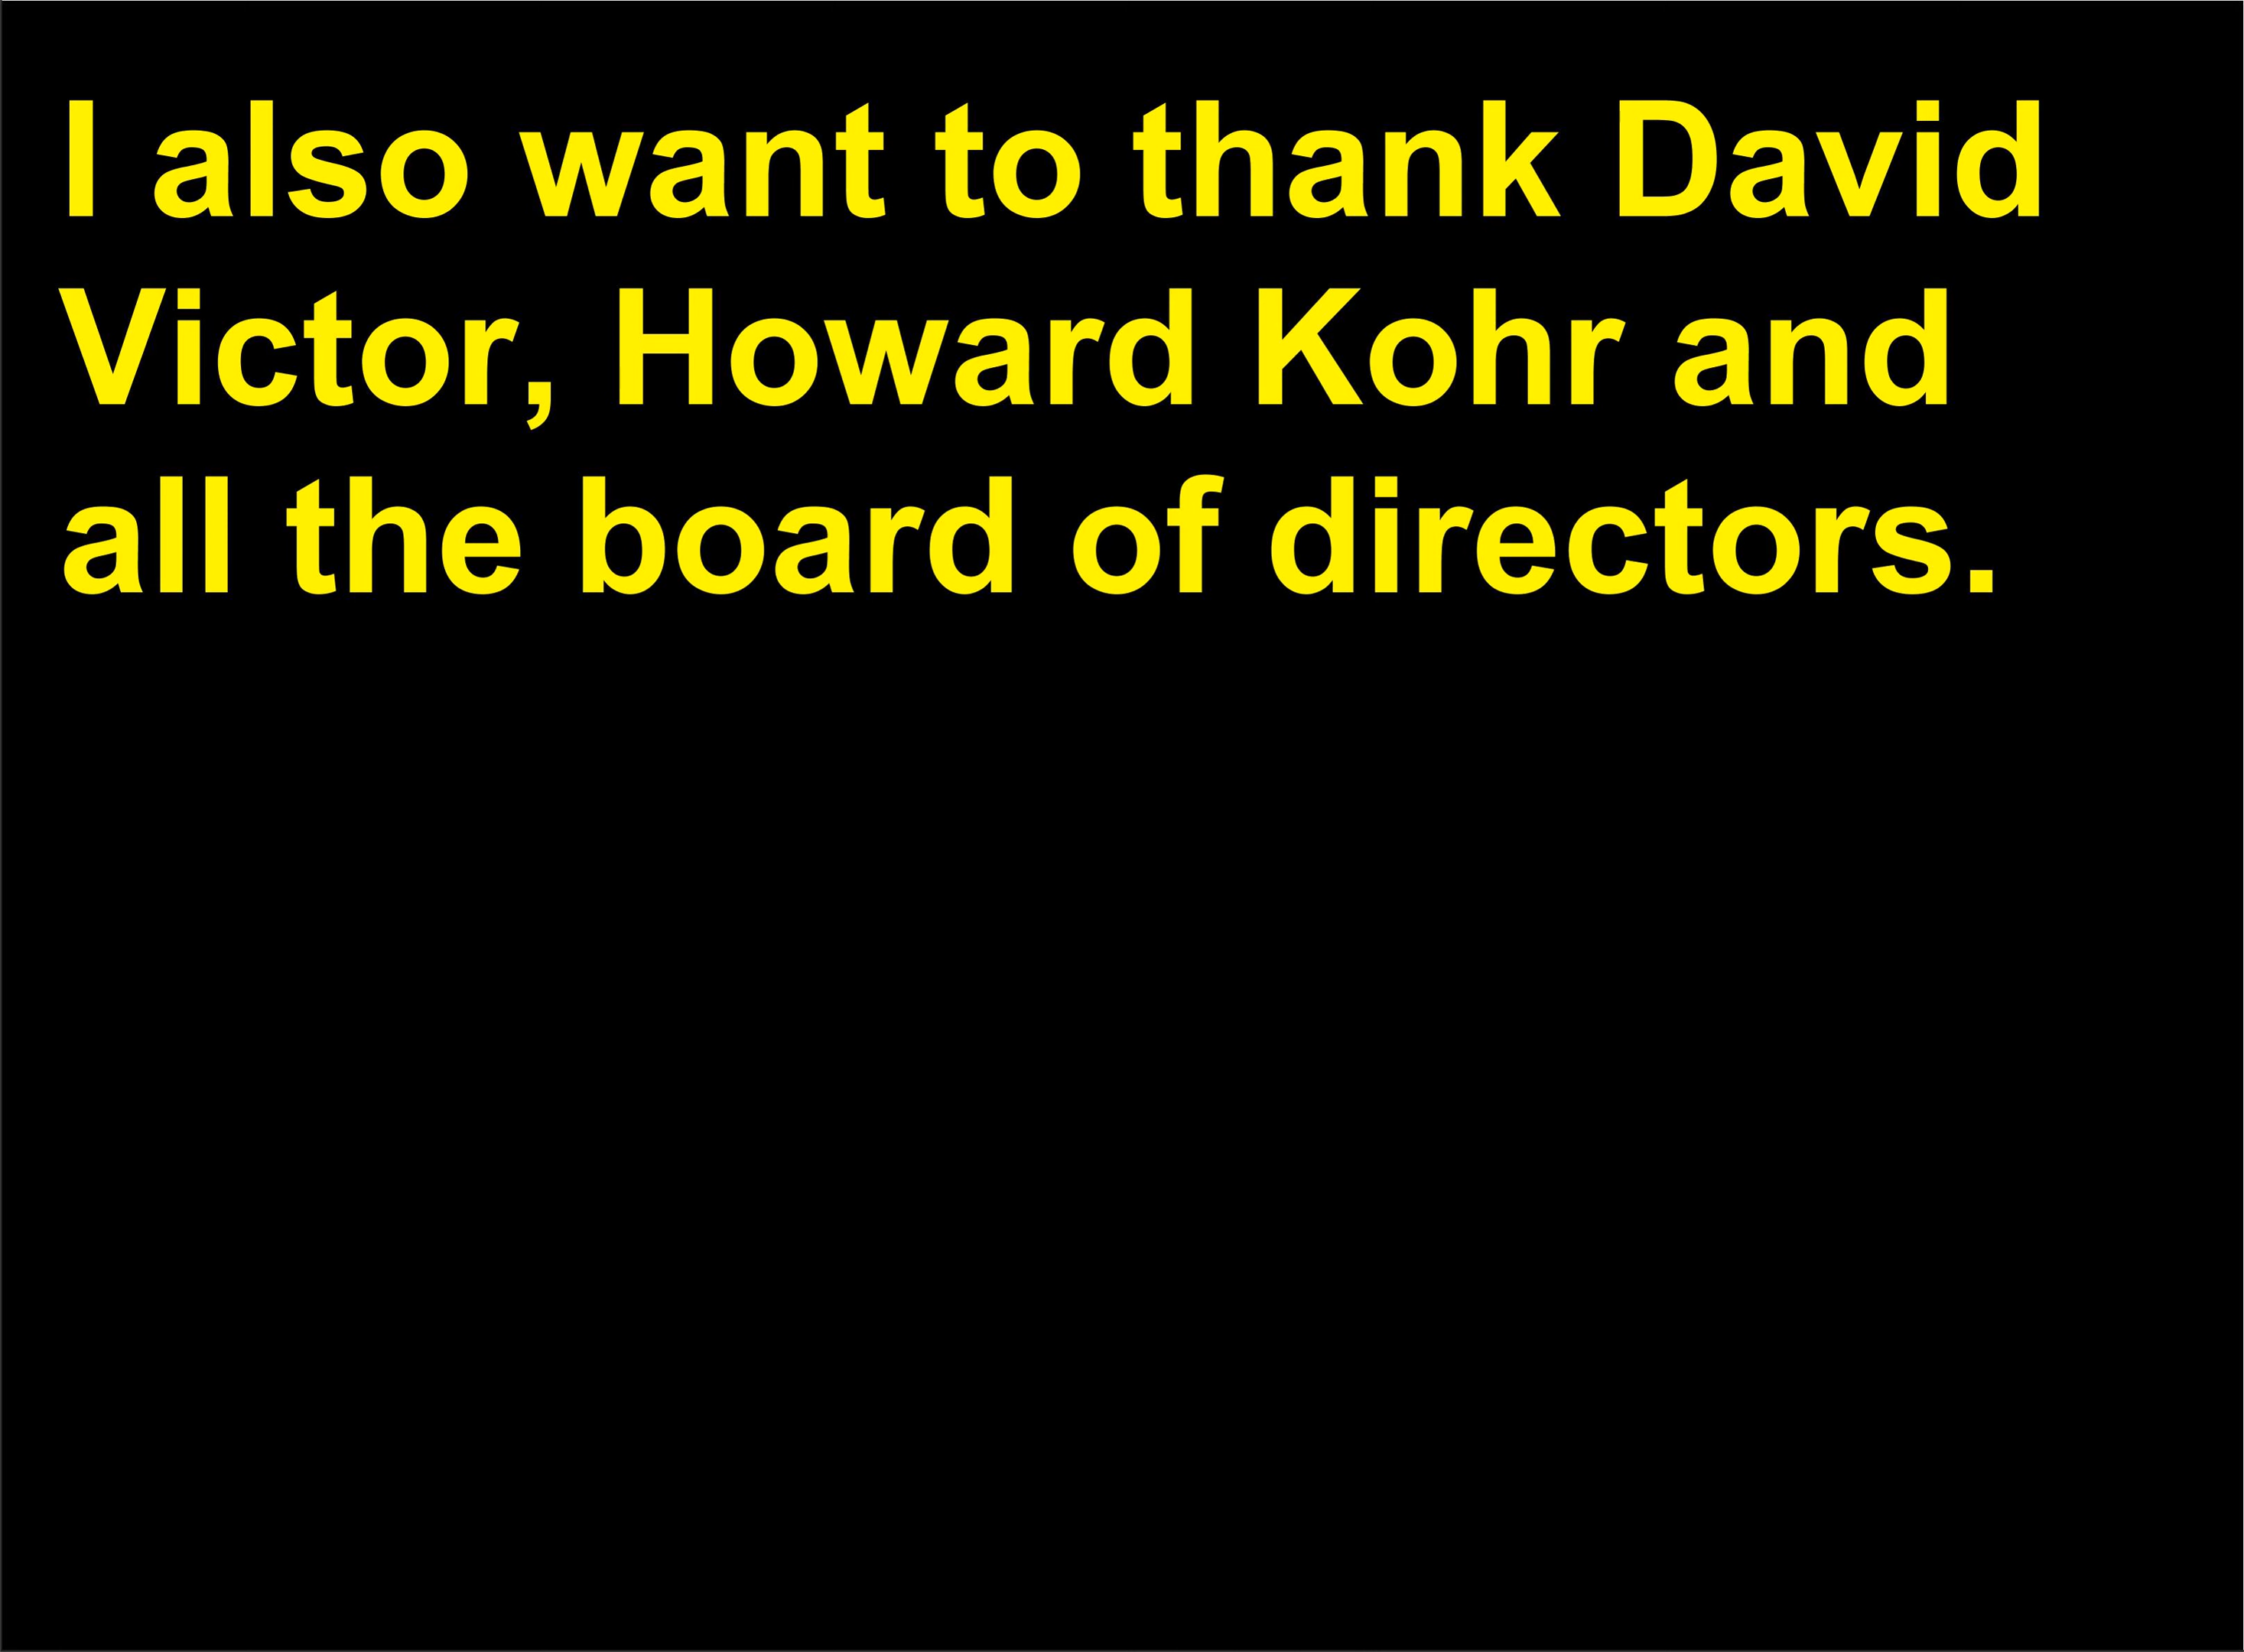 I also want to thank David
Victor, Howard Kohr and
all the board of directors.